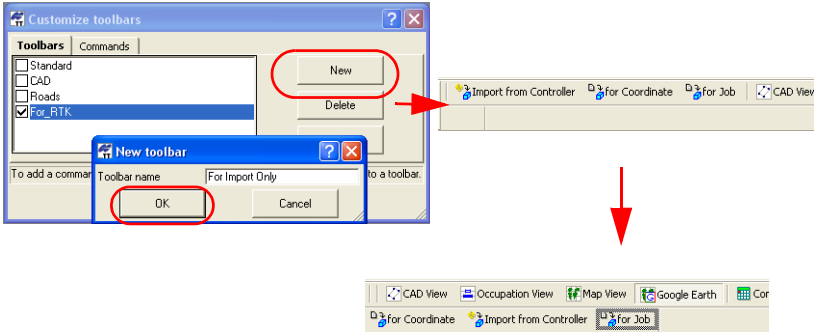 Customize toolbars
Toolbars Commands
Standard
CAD
Roads
For_RTK
New
Delete
New toolbar
To add a comman
Toolbar name For Import Only
to a toolbar.
OK Cancel
Import from Controller for Coordinate for Job CAD View
CAD View Occupation View Map View Google Earth Cor
for Coordinate Import from Controller for Job